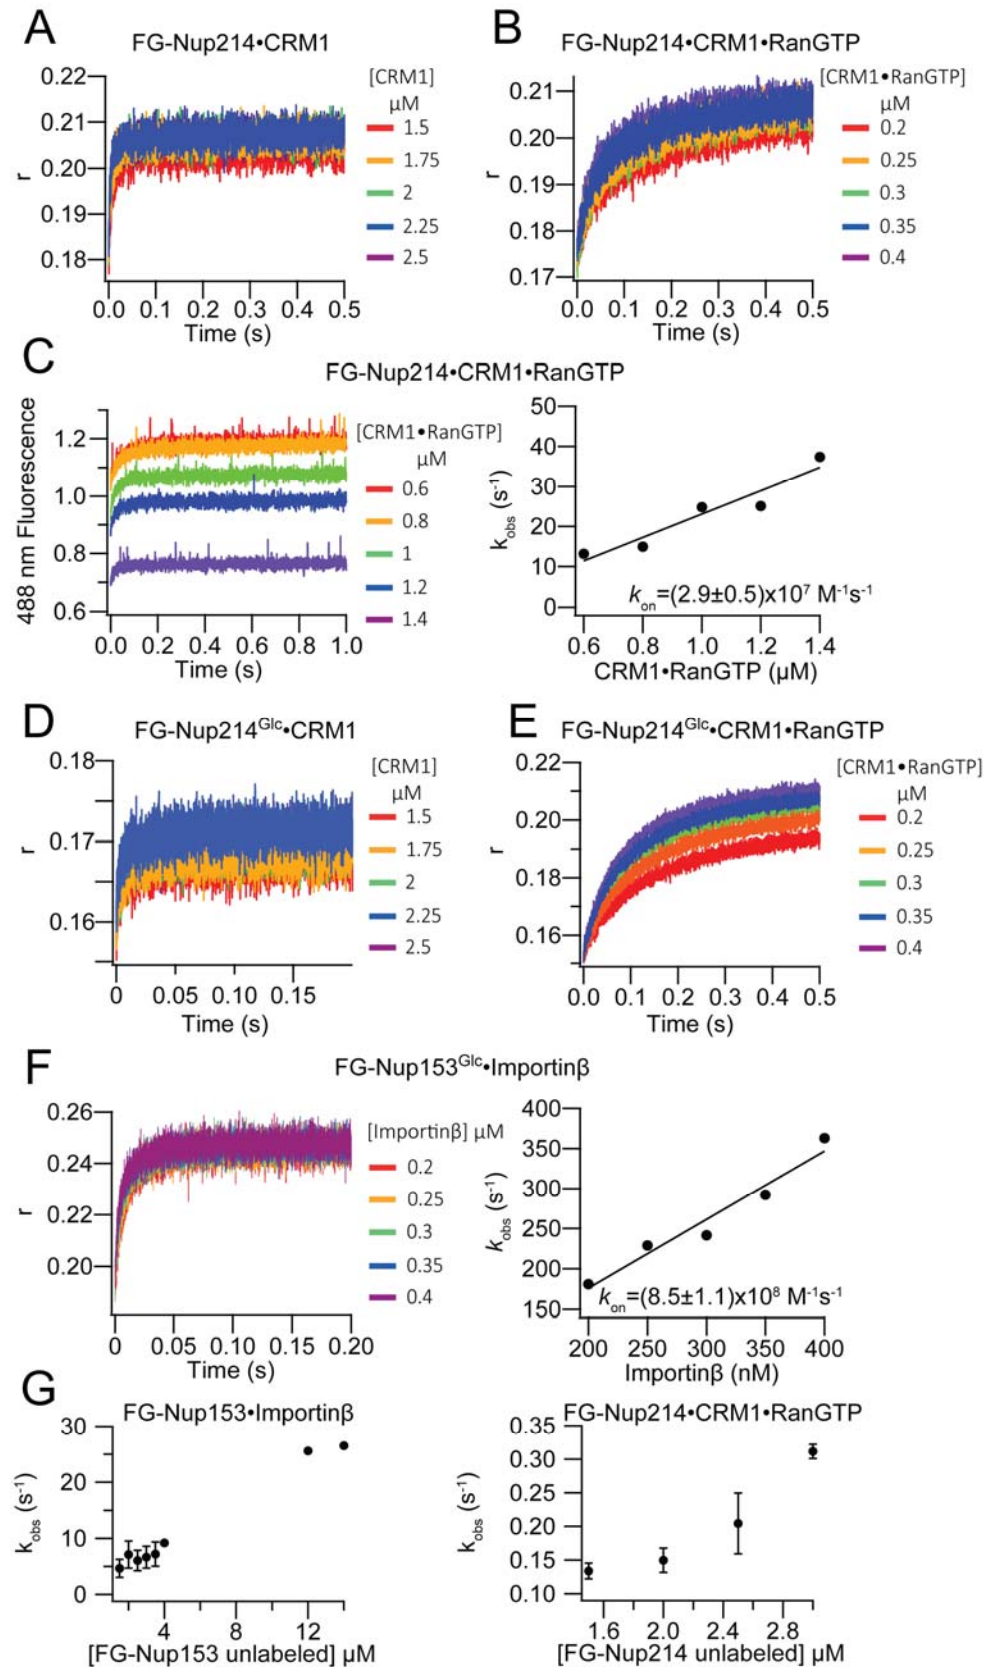 A
FG-Nup214•CRM1
0.22
0.21
0.20
0.19
0.18
r
0.0 0.1 0.2 0.3 0.4 0.5
Time (s)
[CRM1]
µM
1.5
1.75
2
2.25
2.5
B
FG-Nup214•CRM1•RanGTP
0.21
0.20
0.19
0.18
0.17
r
0.0 0.1 0.2 0.3 0.4 0.5
Time (s)
[CRM1•RanGTP]
µM
0.2
0.25
0.3
0.35
0.4
C
FG-Nup214•CRM1•RanGTP
488 nm Fluorescence
1.2
1.0
0.8
0.6
0.0 0.2 0.4 0.6 0.8 1.0
Time (s)
[CRM1•RanGTP]
µM
0.6
0.8
1
1.2
1.4
kobs (s-1)
50
40
30
20
10
0
kon=(2.9±0.5)x10⁷ M-1s-1
0.6 0.8 1.0 1.2 1.4
CRM1•RanGTP (µM)
D
FG-Nup214Glc•CRM1
0.18
0.17
0.16
r
0 0.05 0.10 0.15
Time (s)
[CRM1]
µM
1.5
1.75
2
2.25
2.5
E
FG-Nup214Glc•CRM1•RanGTP
0.22
0.20
0.18
0.16
r
0.0 0.1 0.2 0.3 0.4 0.5
Time (s)
[CRM1•RanGTP]
µM
0.2
0.25
0.3
0.35
0.4
F
FG-Nup153Glc•Importinβ
0.26
0.24
0.22
0.20
r
0 0.05 0.10 0.15 0.20
Time (s)
[Importinβ] µM
0.2
0.25
0.3
0.35
0.4
kobs (s-1)
400
350
300
250
200
150
kon=(8.5±1.1)x10⁸ M-1s-1
200 250 300 350 400
Importinβ (nM)
G
FG-Nup153•Importinβ
kobs (s-1)
30
20
10
0
4 8 12
[FG-Nup153 unlabeled] µM
FG-Nup214•CRM1•RanGTP
kobs (s-1)
0.35
0.30
0.25
0.20
0.15
0.10
1.6 2.0 2.4 2.8
[FG-Nup214 unlabeled] µM